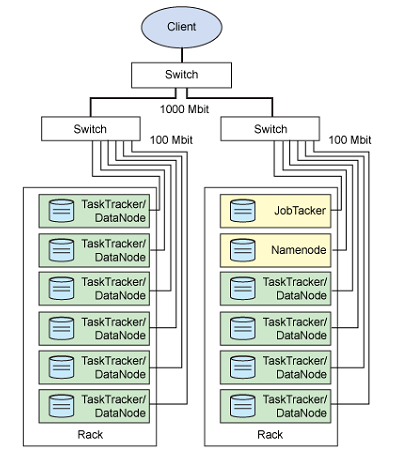 Client
Switch
1000 Mbit
Switch
Switch
100 Mbit
100 Mbit
TaskTracker/
DataNode
TaskTracker/
DataNode
TaskTracker/
DataNode
TaskTracker/
DataNode
TaskTracker/
DataNode
TaskTracker/
DataNode
Rack
JobTacker
Namenode
TaskTracker/
DataNode
TaskTracker/
DataNode
TaskTracker/
DataNode
TaskTracker/
DataNode
Rack